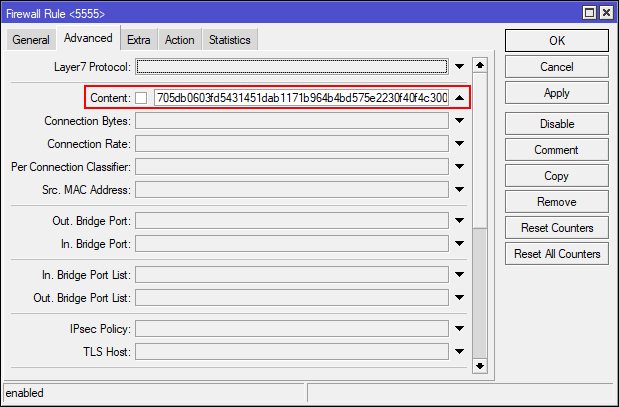 Firewall Rule <5555>
General Advanced Extra Action Statistics
Layer7 Protocol:
Content: 705db0603fd5431451dab1171b964b4bd575e2230f40f4c300
Connection Bytes:
Connection Rate:
Per Connection Classifier:
Src. MAC Address:
Out. Bridge Port:
In. Bridge Port:
In. Bridge Port List:
Out. Bridge Port List:
IPsec Policy:
TLS Host:
OK
Cancel
Apply
Disable
Comment
Copy
Remove
Reset Counters
Reset All Counters
enabled